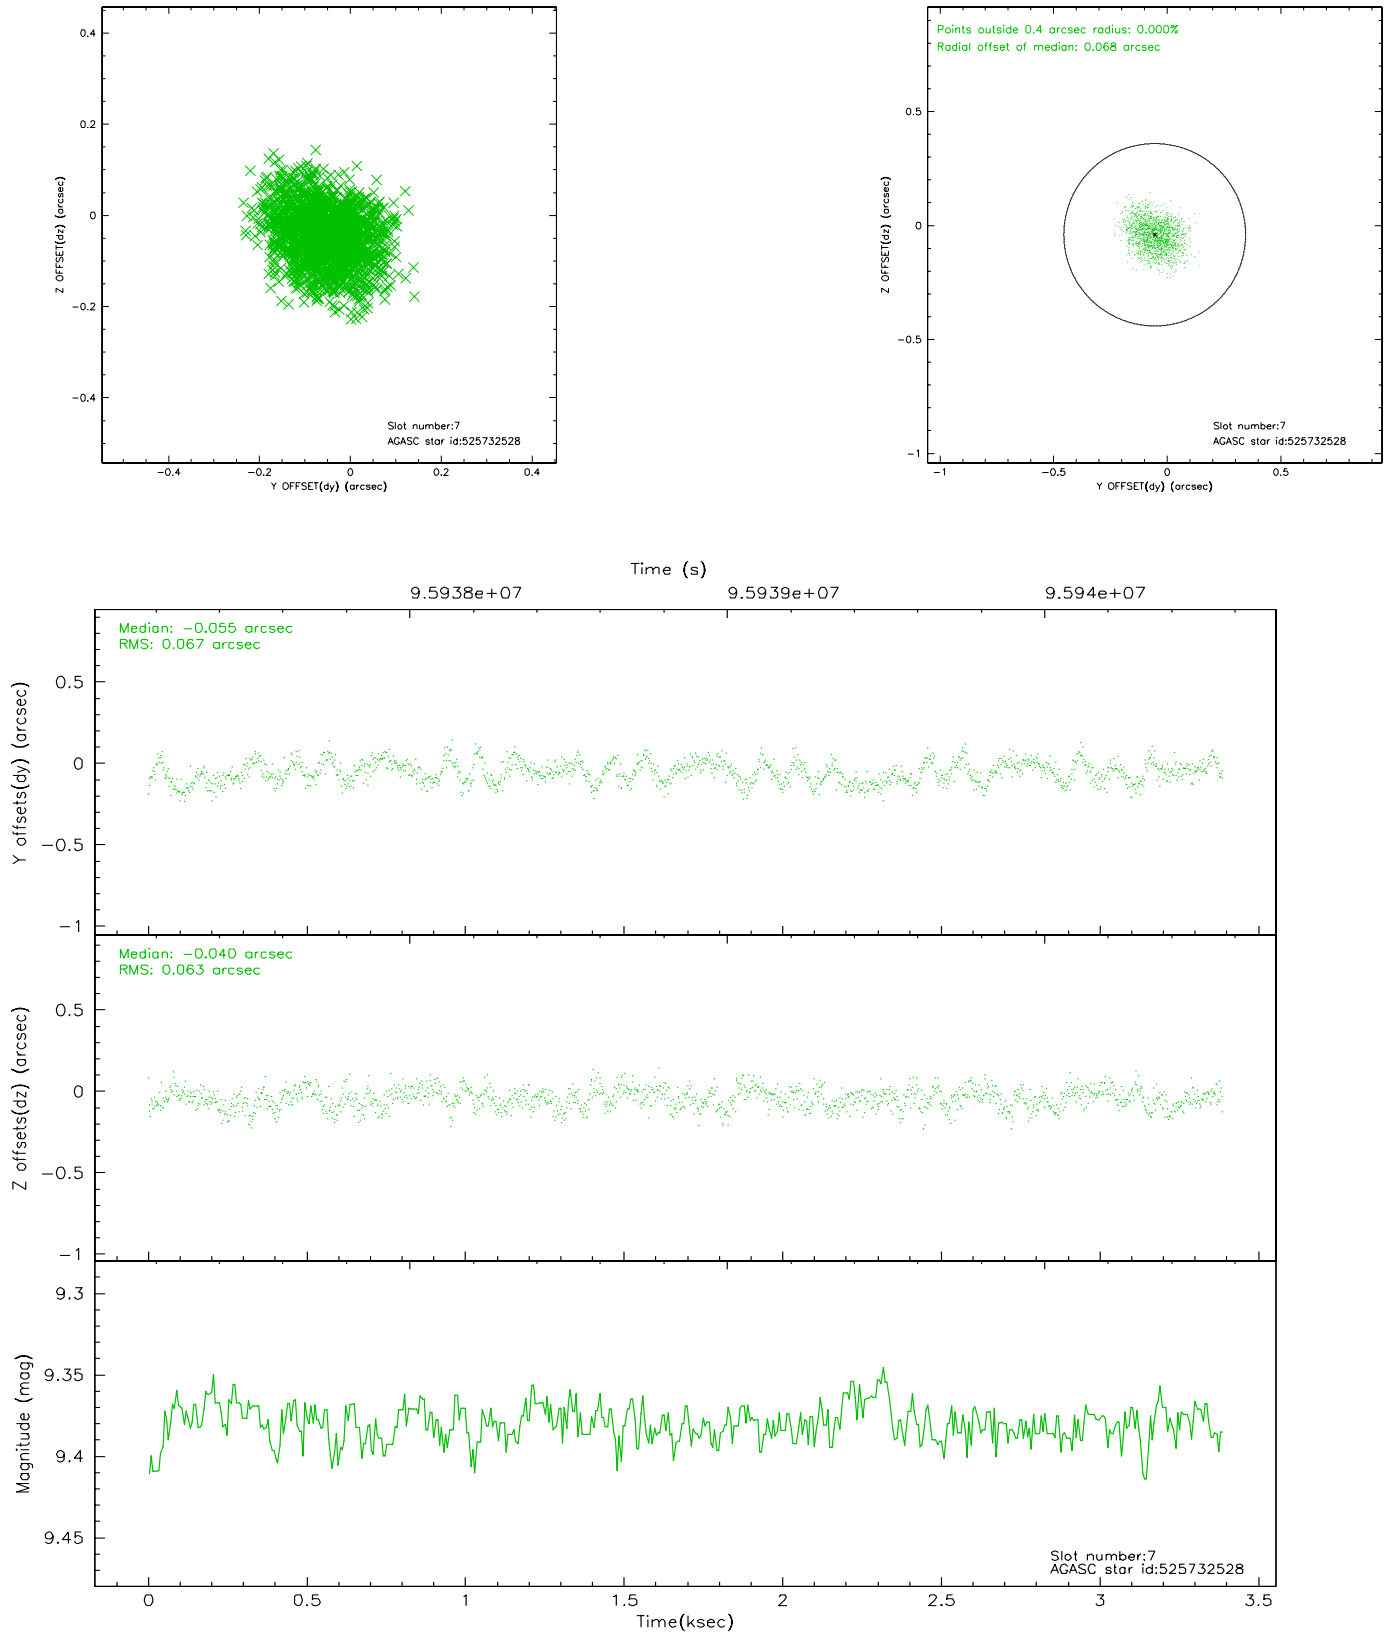 0.4
0.2
0
−0.2
−0.4
Z OFFSET(dz) (arcsec)
Slot number:7
AGASC star id:525732528
−0.4 −0.2 0 0.2 0.4
Y OFFSET(dy) (arcsec)
Points outside 0.4 arcsec radius: 0.000%
Radial offset of median: 0.068 arcsec
0.5
0
−0.5
−1
Z OFFSET(dz) (arcsec)
Slot number:7
AGASC star id:525732528
−1 −0.5 0 0.5
Y OFFSET(dy) (arcsec)
Time (s)
9.5938e+07 9.5939e+07 9.594e+07
Median: −0.055 arcsec
RMS: 0.067 arcsec
0.5
0
−0.5
−1
Y offsets(dy) (arcsec)
Median: −0.040 arcsec
RMS: 0.063 arcsec
0.5
0
−0.5
−1
Z offsets(dz) (arcsec)
9.3
9.35
9.4
9.45
Magnitude (mag)
Slot number:7
AGASC star id:525732528
0 0.5 1 1.5 2 2.5 3 3.5
Time(ksec)